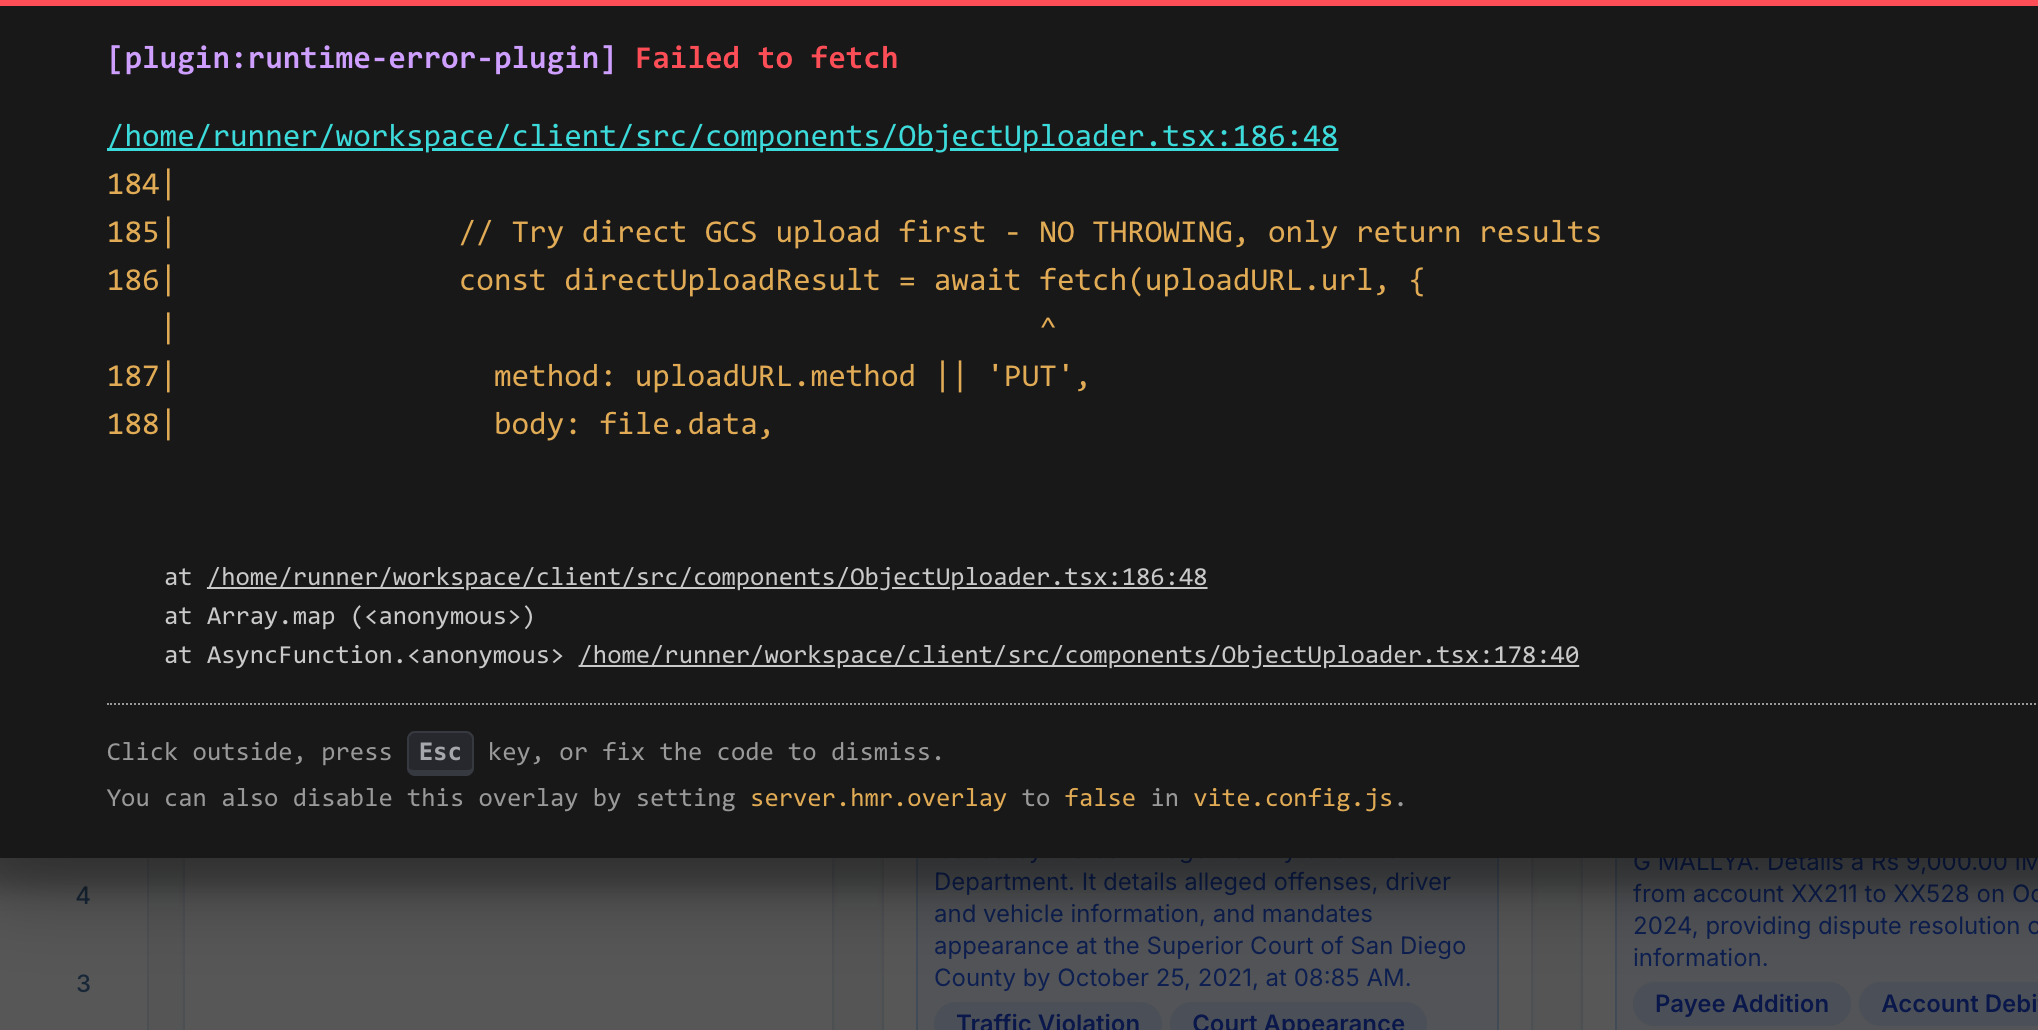 [plugin:runtime-error-plugin] Failed to fetch
/home/runner/workspace/client/src/components/ObjectUploader.tsx:186:48
184|
185|                // Try direct GCS upload first - NO THROWING, only return results
186|                const directUploadResult = await fetch(uploadURL.url, {
   |                                                 ^
187|                  method: uploadURL.method || 'PUT',
188|                  body: file.data,
at /home/runner/workspace/client/src/components/ObjectUploader.tsx:186:48
at Array.map (<anonymous>)
at AsyncFunction.<anonymous> /home/runner/workspace/client/src/components/ObjectUploader.tsx:178:40
Click outside, press Esc key, or fix the code to dismiss.
You can also disable this overlay by setting server.hmr.overlay to false in vite.config.js.
4
3
Department. It details alleged offenses, driver
and vehicle information, and mandates
appearance at the Superior Court of San Diego
County by October 25, 2021, at 08:85 AM.
Traffic Violation
Court Appearance
G MALLYA. Details a Rs 9,000.00
from account XX211 to XX528 on
2024, providing dispute resolution
information.
Payee Addition
Account